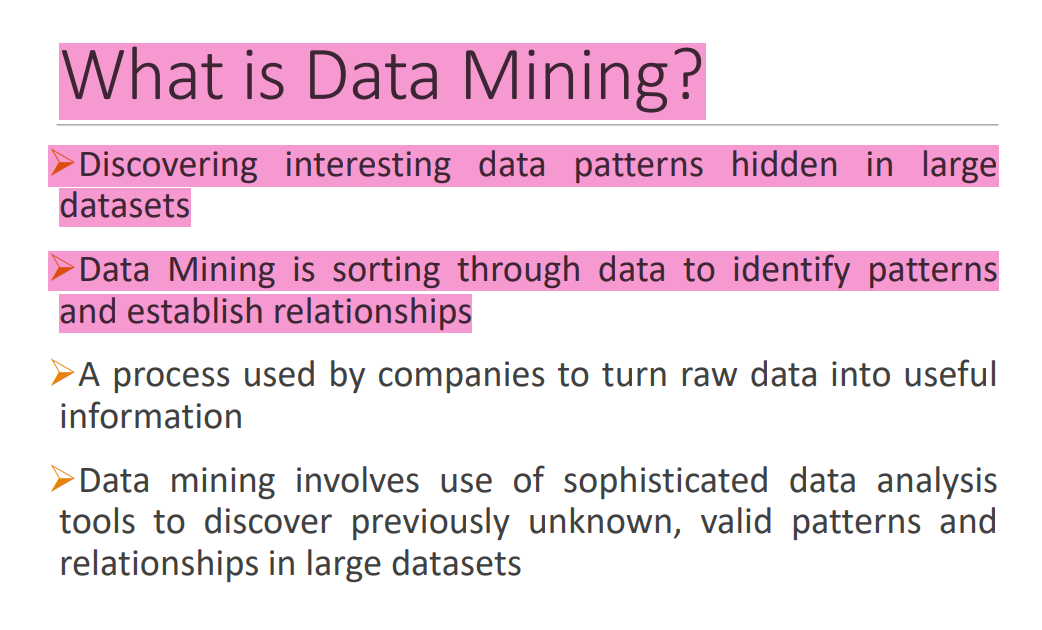 What is Data Mining?
➢Discovering interesting data patterns hidden in large
datasets
➢Data Mining is sorting through data to identify patterns
and establish relationships
➢A process used by companies to turn raw data into useful
information
➢Data mining involves use of sophisticated data analysis
tools to discover previously unknown, valid patterns and
relationships in large datasets